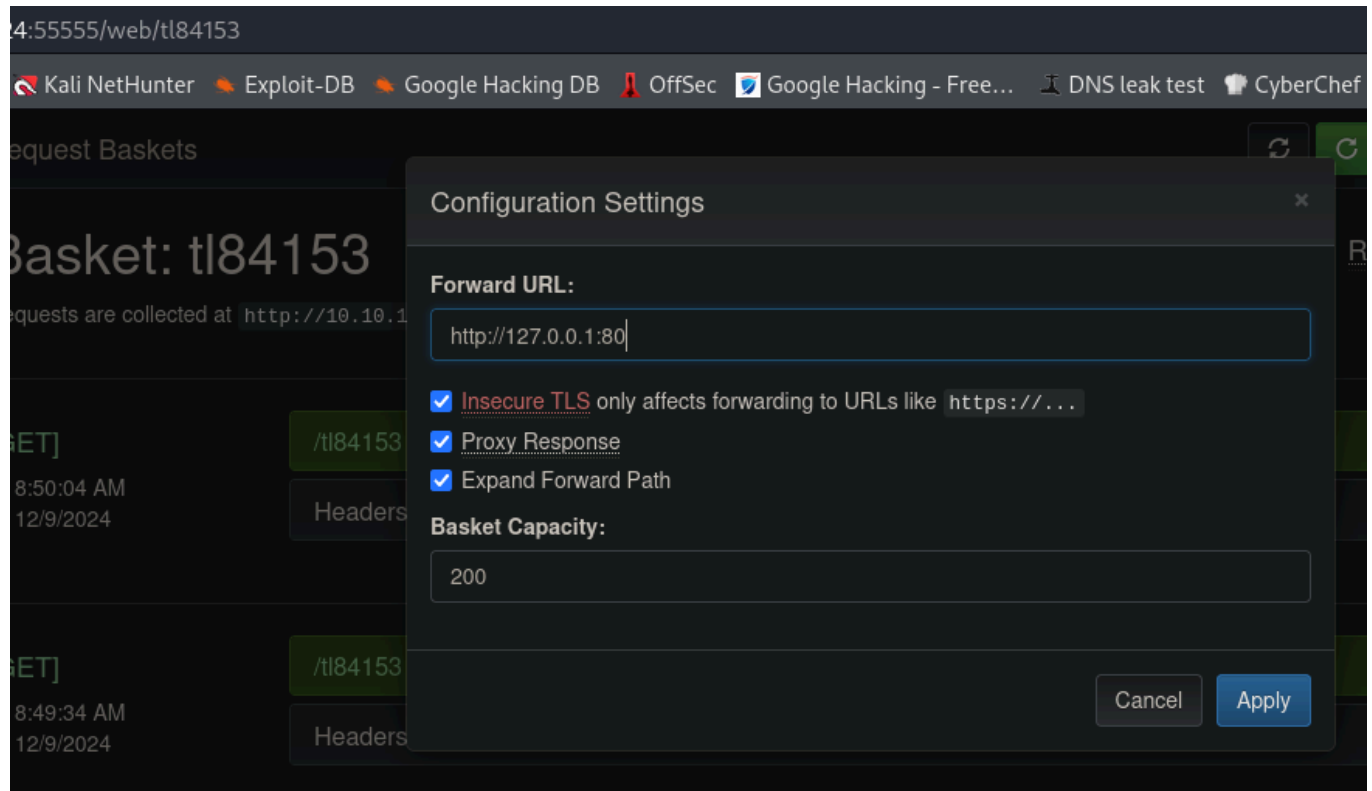 24:55555/web/tl84153
Kali NetHunter Exploit-DB Google Hacking DB OffSec Google Hacking - Free... DNS leak test CyberChef
equest Baskets
Configuration Settings ×
Basket: tl84153
R
equests are collected at http://10.10.1
Forward URL:
http://127.0.0.1:80
Insecure TLS only affects forwarding to URLs like https://...
GET] /tl84153
Proxy Response
Expand Forward Path
8:50:04 AM
12/9/2024 Headers
Basket Capacity:
200
GET] /tl84153
8:49:34 AM
12/9/2024 Headers
Cancel Apply